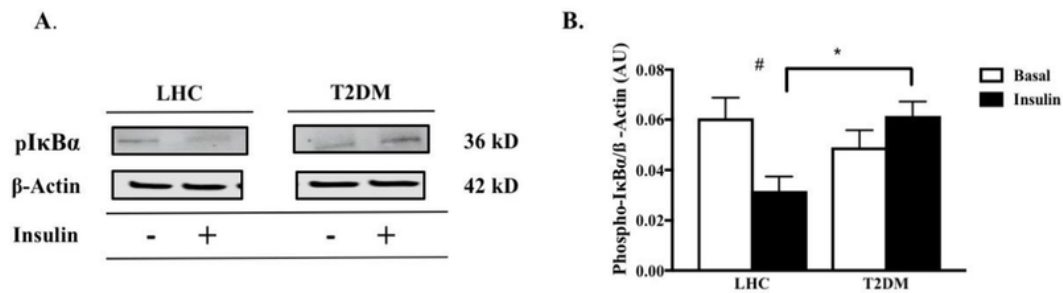 A.
LHC T2DM
pIκBα 36 kD
β-Actin 42 kD
Insulin - + - +
B.
Phospho-IκBα/ß -Actin (AU)
0.08
0.06
0.04
0.02
0.00
# *
LHC T2DM
Basal
Insulin